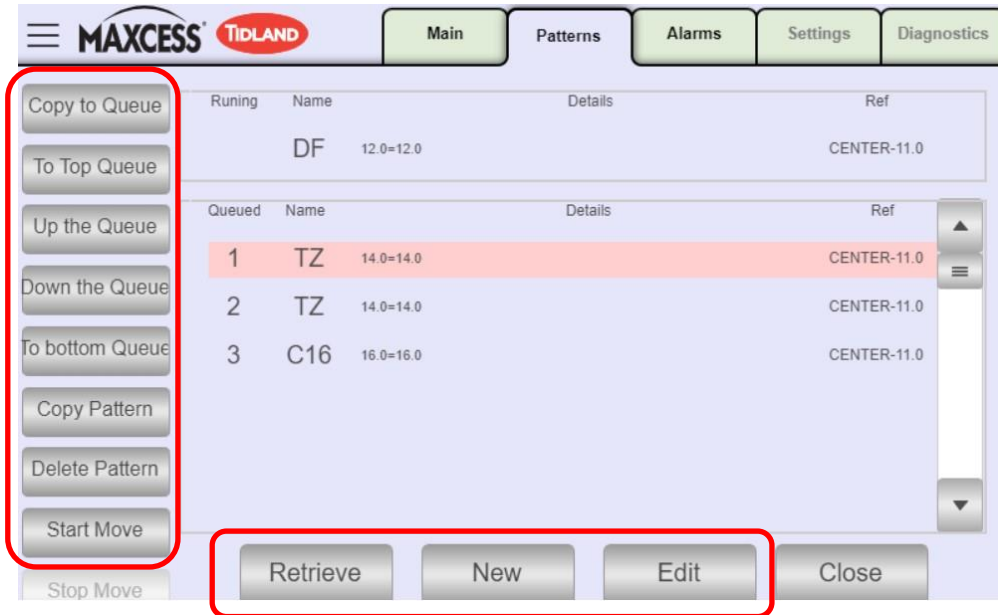 MAXCESS® TIDLAND
Main
Patterns
Alarms
Settings
Diagnostics
Copy to Queue
To Top Queue
Up the Queue
Down the Queue
To bottom Queue
Copy Pattern
Delete Pattern
Start Move
Stop Move
Runing Name Details Ref
DF 12.0=12.0 CENTER-11.0
Queued Name Details Ref
1 TZ 14.0=14.0 CENTER-11.0
2 TZ 14.0=14.0 CENTER-11.0
3 C16 16.0=16.0 CENTER-11.0
Retrieve
New
Edit
Close